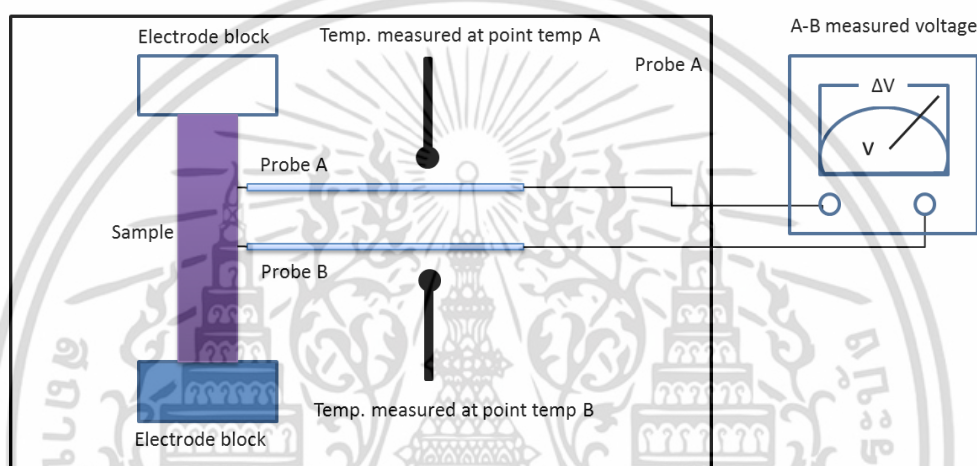 Electrode block
Temp. measured at point temp A
A-B measured voltage
Probe A
ΔV
V
Probe A
Sample
Probe B
Temp. measured at point temp B
Electrode block